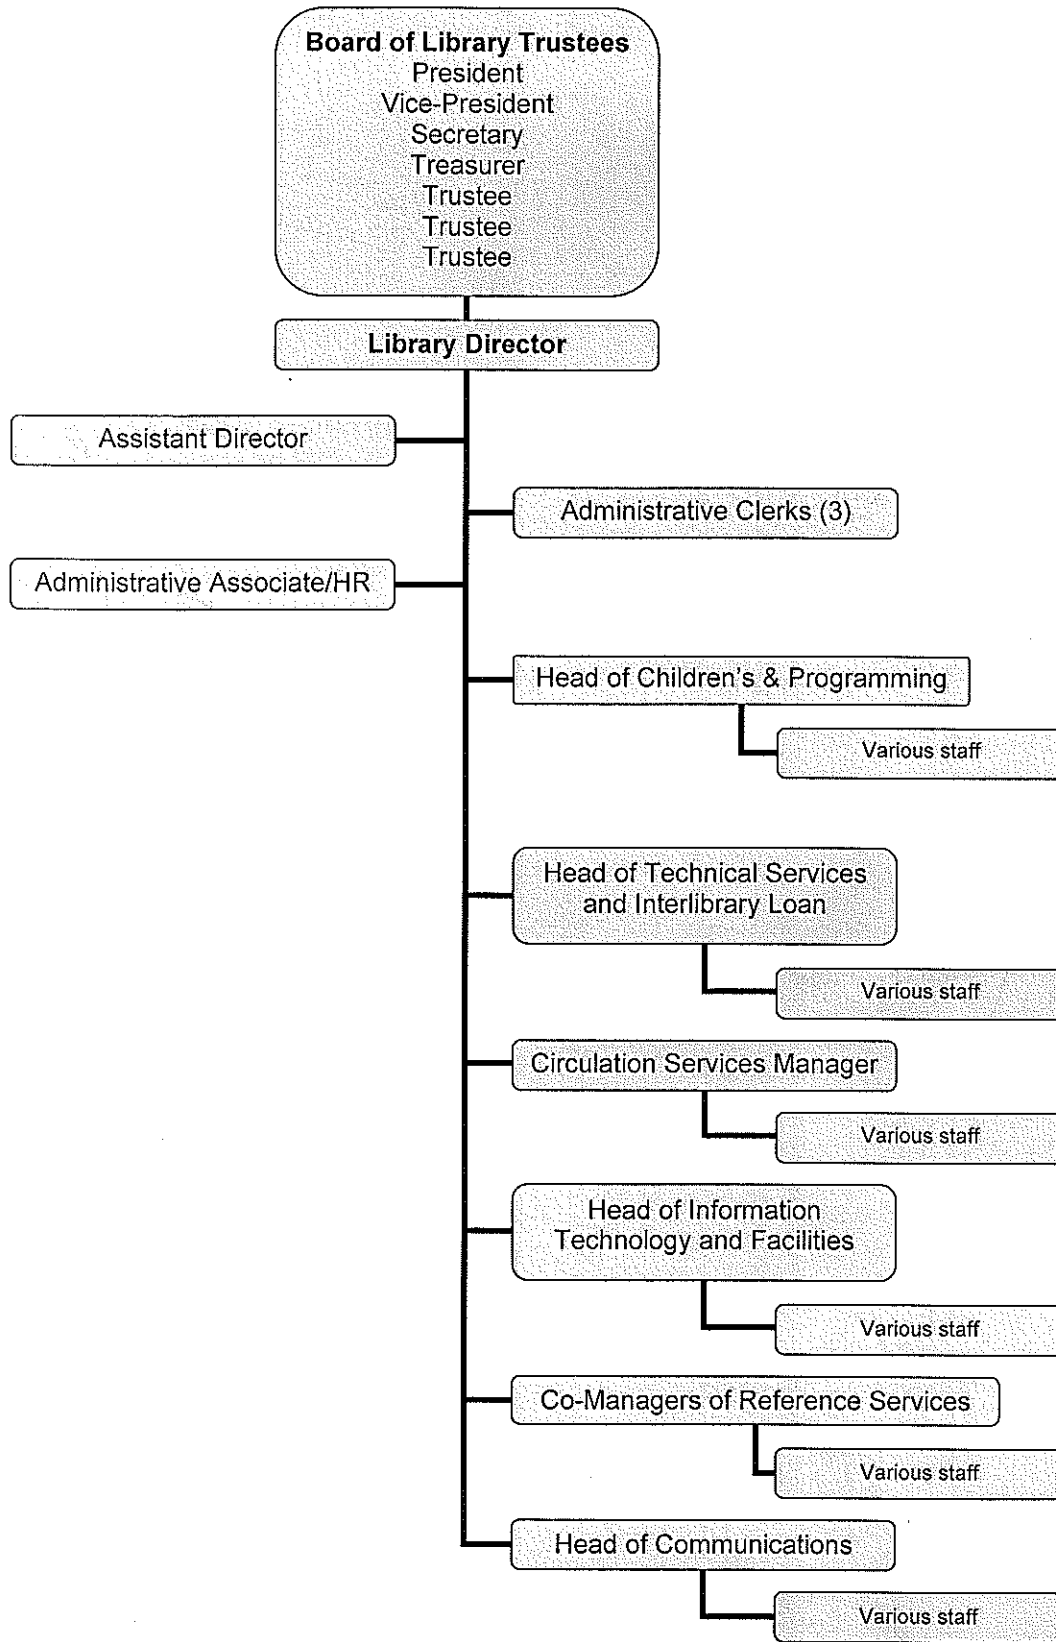 Board of Library Trustees
President
Vice-President
Secretary
Treasurer
Trustee
Trustee
Trustee
Library Director
Assistant Director
Administrative Clerks (3)
Administrative Associate/HR
Head of Children's & Programming
Various staff
Head of Technical Services
and Interlibrary Loan
Various staff
Circulation Services Manager
Various staff
Head of Information
Technology and Facilities
Various staff
Co-Managers of Reference Services
Various staff
Head of Communications
Various staff